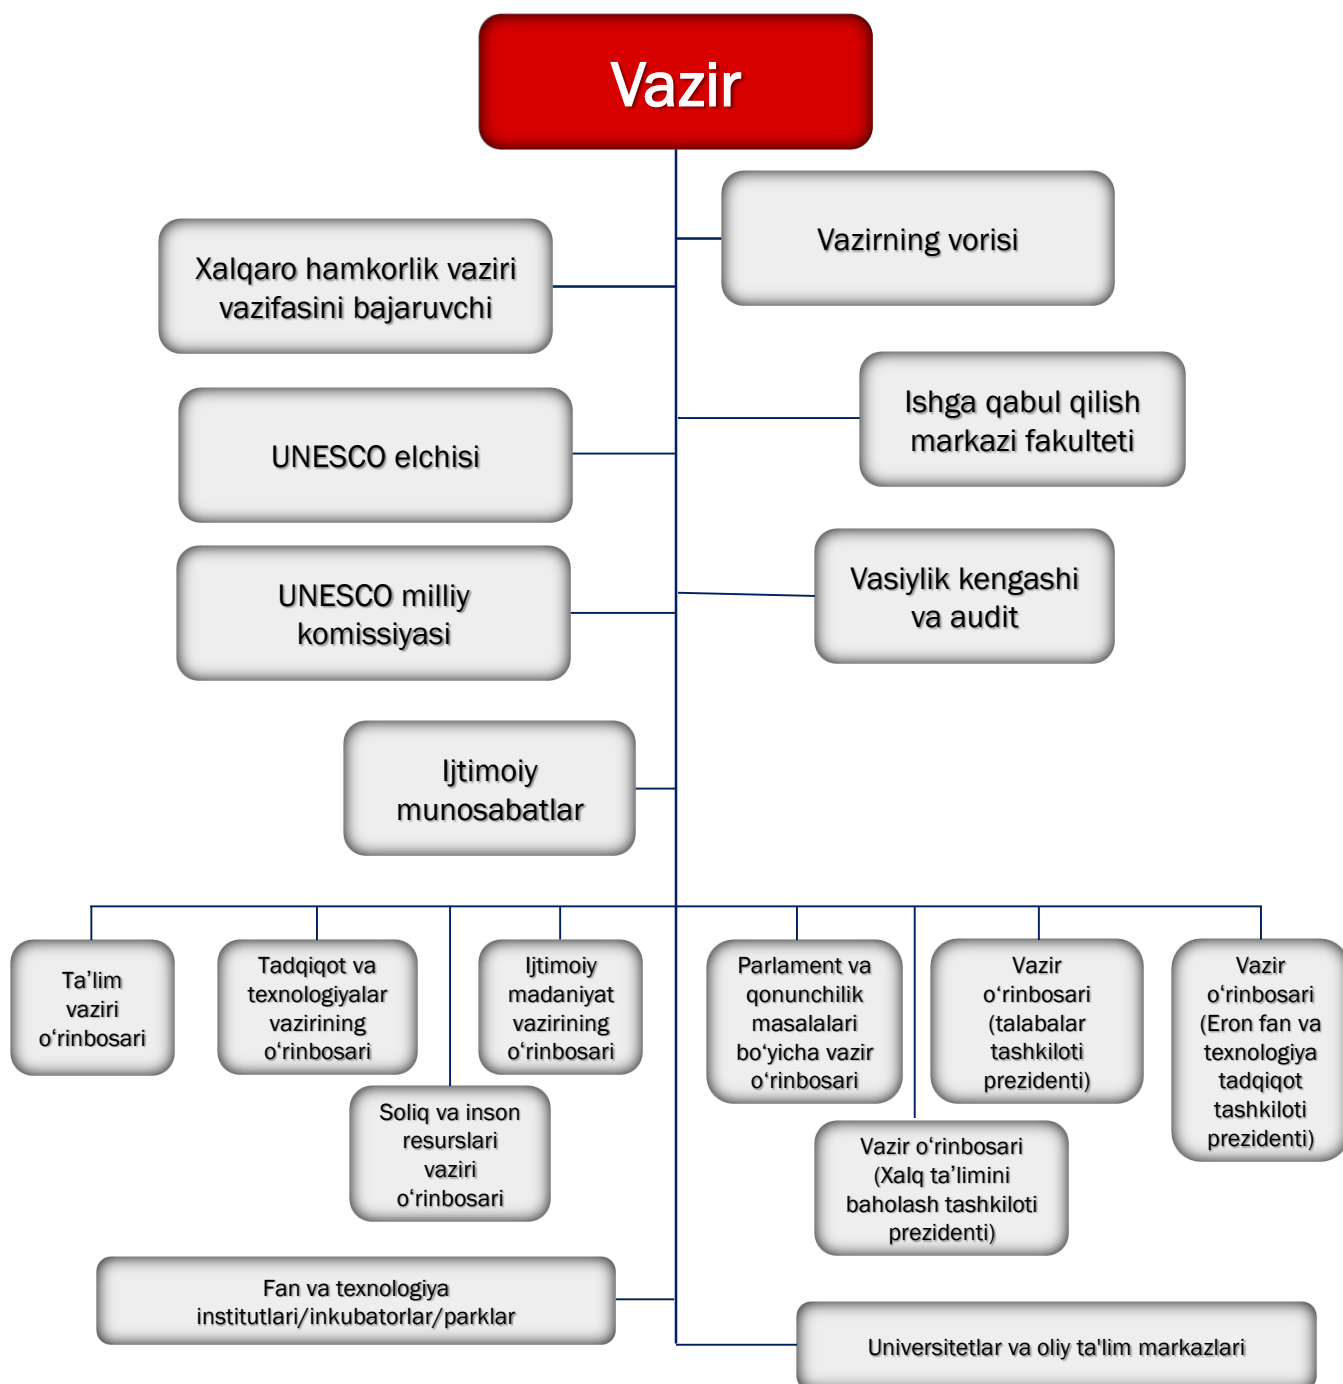 Vazir
Vazirning vorisi
Xalqaro hamkorlik vaziri
vazifasini bajaruvchi
Ishga qabul qilish
markazi fakulteti
UNESCO elchisi
Vasiylik kengashi
va audit
UNESCO milliy
komissiyasi
Ijtimoiy
munosabatlar
Ta’lim
vaziri
o‘rinbosari
Tadqiqot va
texnologiyalar
vazirining
o‘rinbosari
Soliq va inson
resurslari
vaziri
o‘rinbosari
Ijtimoiy
madaniyat
vazirining
o‘rinbosari
Parlament va
qonunchilik
masalalari
bo‘yicha vazir
o‘rinbosari
Vazir o‘rinbosari
(Xalq ta’limini
baholash tashkiloti
prezidenti)
Vazir
o‘rinbosari
(talabalar
tashkiloti
prezidenti)
Vazir
o‘rinbosari
(Eron fan va
texnologiya
tadqiqot
tashkiloti
prezidenti)
Fan va texnologiya
institutlari/inkubatorlar/parklar
Universitetlar va oliy ta'lim markazlari